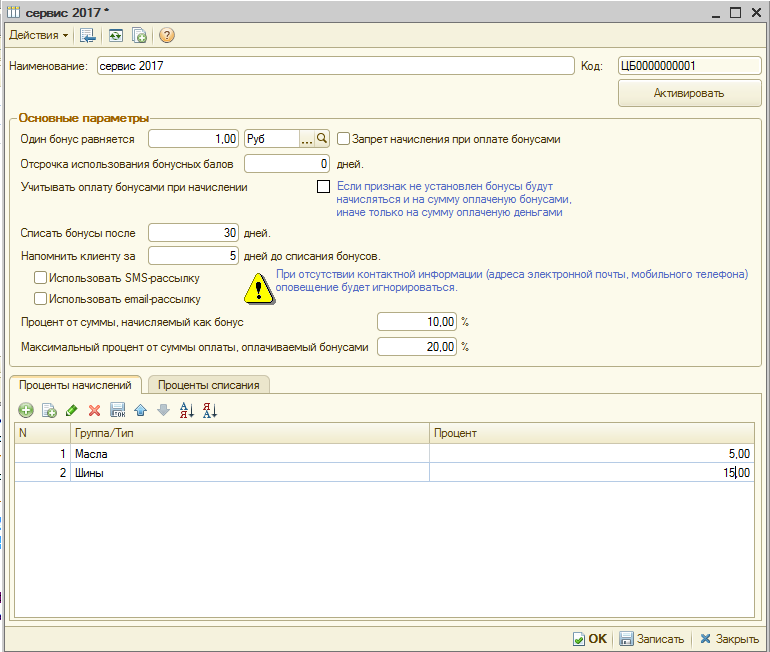 сервис 2017 *
Действия
Наименование: сервис 2017 Код: ЦБ0000000001
Активировать
Основные параметры
Один бонус равняется 1,00 Руб ... Запрет начисления при оплате бонусами
Отсрочка использования бонусных балов 0 дней.
Учитывать оплату бонусами при начислении Если признак не установлен бонусы будут
начисляться и на сумму оплаченую бонусами,
иначе только на сумму оплаченую деньгами
Списать бонусы после 30 дней.
Напомнить клиенту за 5 дней до списания бонусов.
Использовать SMS-рассылку При отсутствии контактной информации (адреса электронной почты, мобильного телефона)
оповещение будет игнорироваться.
Использовать email-рассылку
Процент от суммы, начисляемый как бонус 10,00 %
Максимальный процент от суммы оплаты, оплачиваемый бонусами 20,00 %
Проценты начислений Проценты списания
N Группа/Тип Процент
1 Масла 5,00
2 Шины 15,00
OK Записать Закрыть